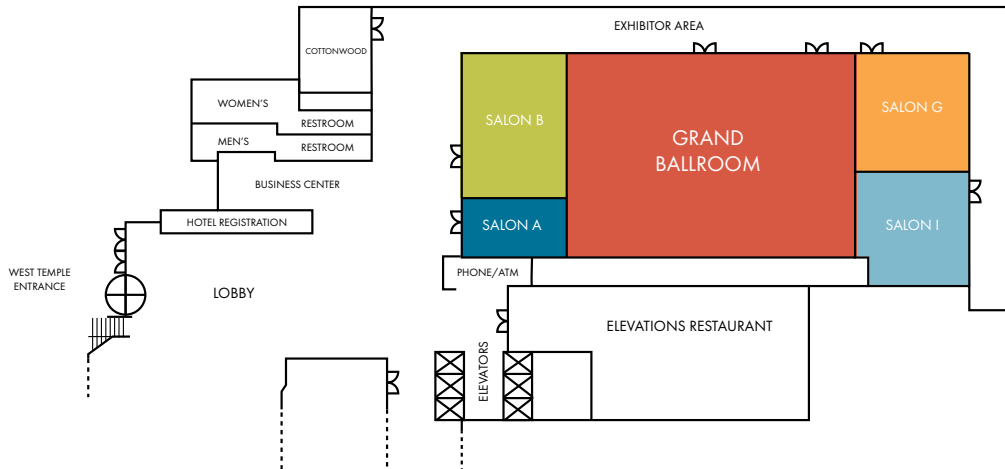 EXHIBITOR AREA
COTTONWOOD
WOMEN'S
RESTROOM
MEN'S
RESTROOM
BUSINESS CENTER
HOTEL REGISTRATION
SALON B
GRAND
BALLROOM
SALON G
SALON A
SALON I
WEST TEMPLE
ENTRANCE
LOBBY
PHONE/ATM
ELEVATIONS RESTAURANT
ELEVATORS